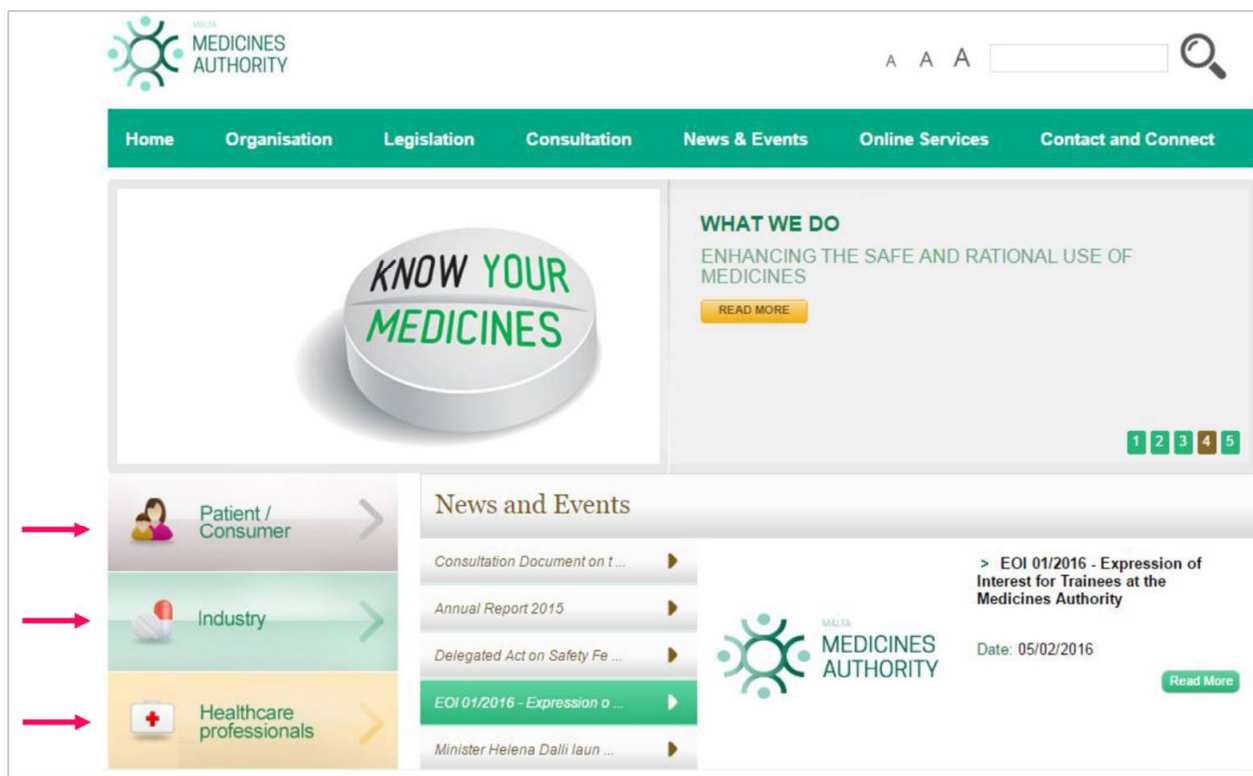 MALTA
MEDICINES
AUTHORITY
A A A
Home Organisation Legislation Consultation News & Events Online Services Contact and Connect
KNOW YOUR
MEDICINES
WHAT WE DO
ENHANCING THE SAFE AND RATIONAL USE OF
MEDICINES
READ MORE
1 2 3 4 5
Patient /
Consumer
Industry
Healthcare
professionals
News and Events
Consultation Document on t ...
Annual Report 2015
Delegated Act on Safety Fe ...
EOI 01/2016 - Expression o ...
Minister Helena Dalli laun ...
MALTA
MEDICINES
AUTHORITY
> EOI 01/2016 - Expression of
Interest for Trainees at the
Medicines Authority
Date: 05/02/2016
Read More